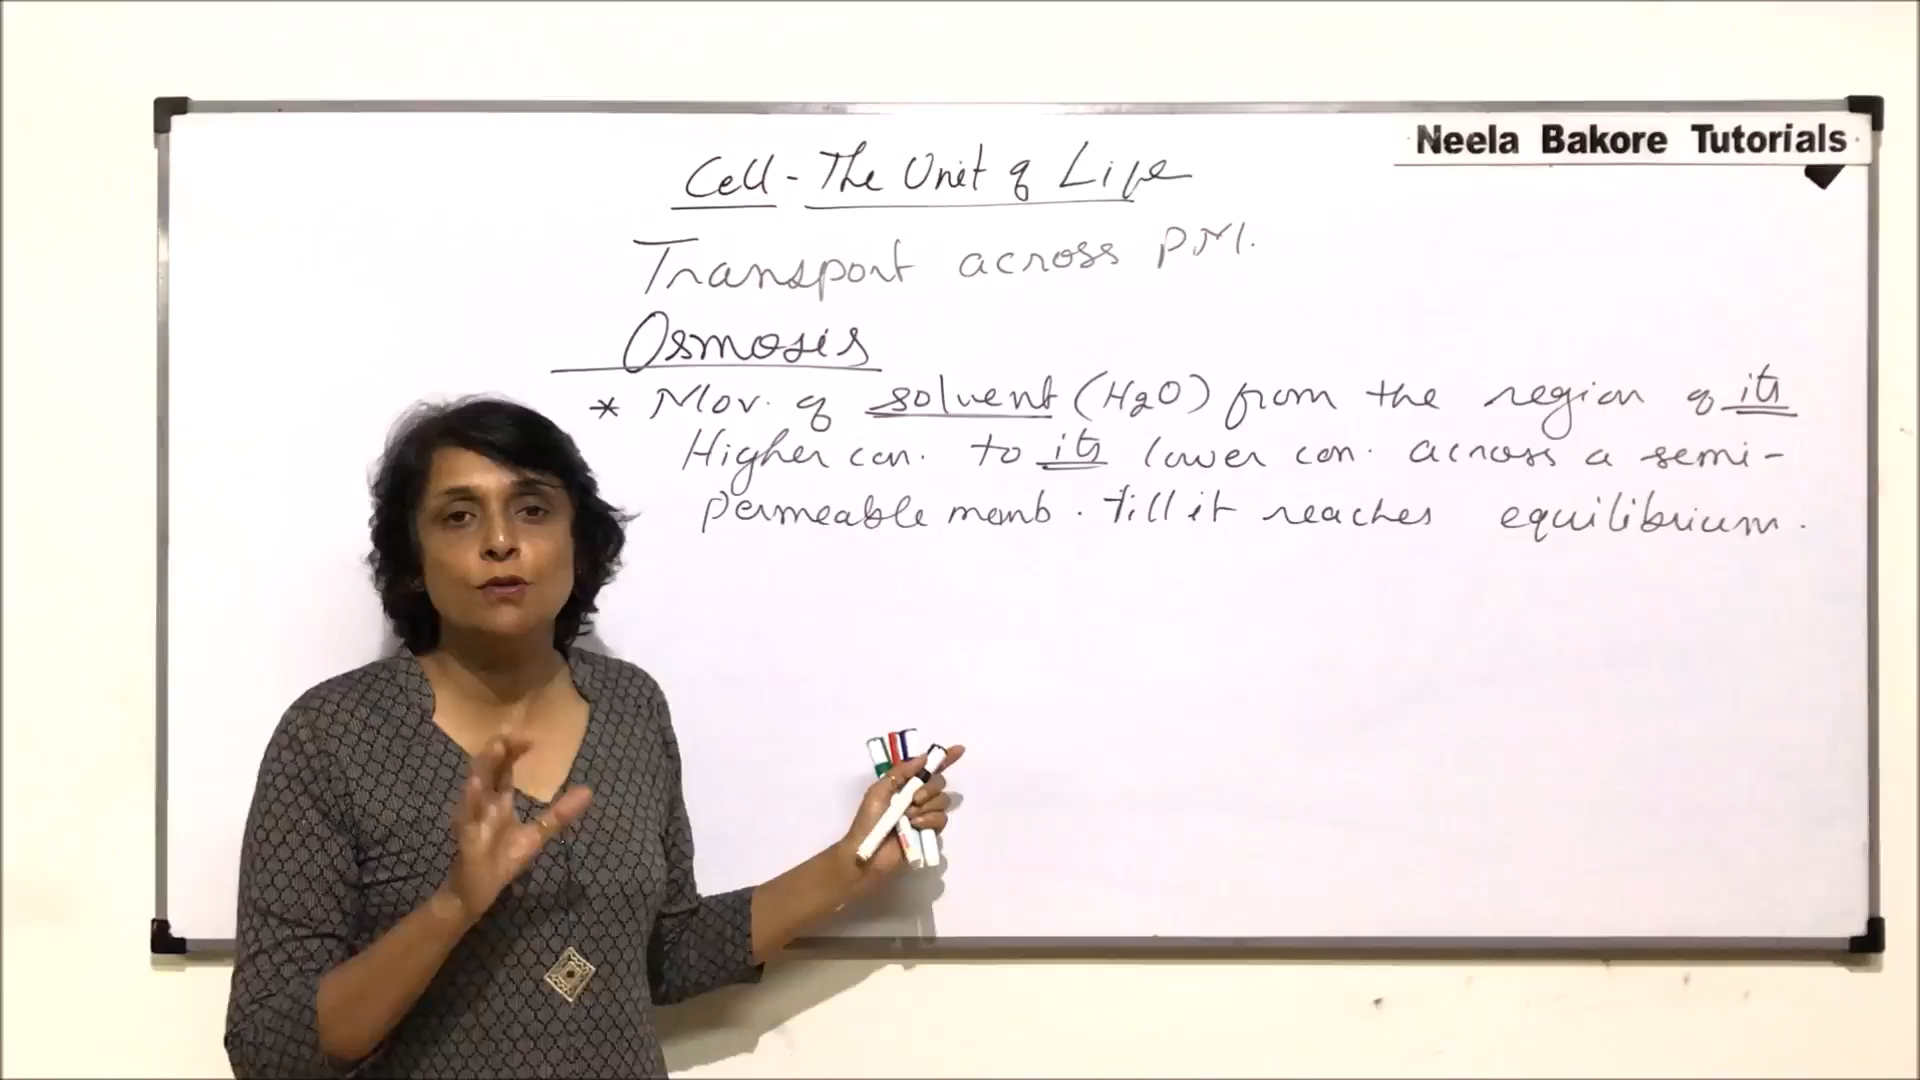 Neela Bakore Tutorials
Cell - The Unit of Life
Transport across P.M.
Osmosis
* Mov. of solvent (H2O) from the region of its
Higher con. to its lower con. across a semi-
permeable memb. till it reaches equilibrium.